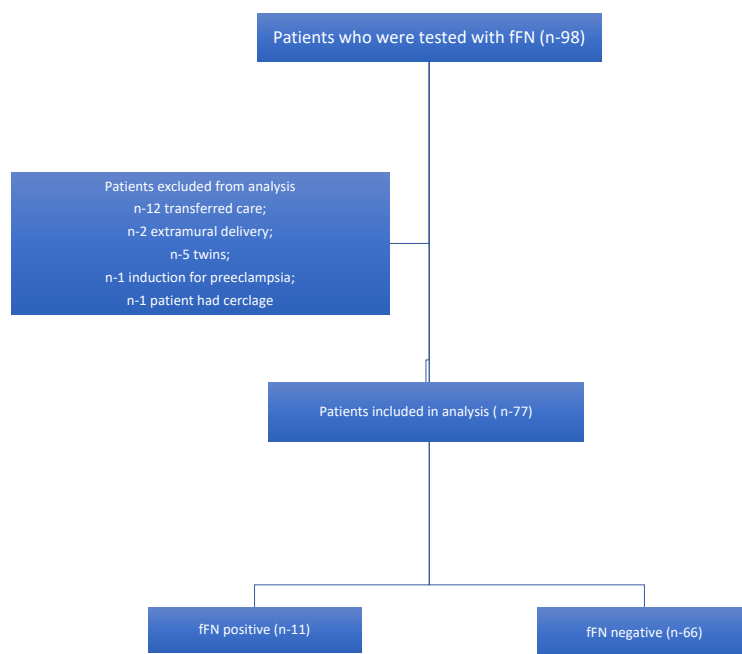 Patients who were tested with fFN (n-98)
Patients excluded from analysis
n-12 transferred care;
n-2 extramural delivery;
n-5 twins;
n-1 induction for preeclampsia;
n-1 patient had cerclage
Patients included in analysis ( n-77)
fFN positive (n-11)
fFN negative (n-66)